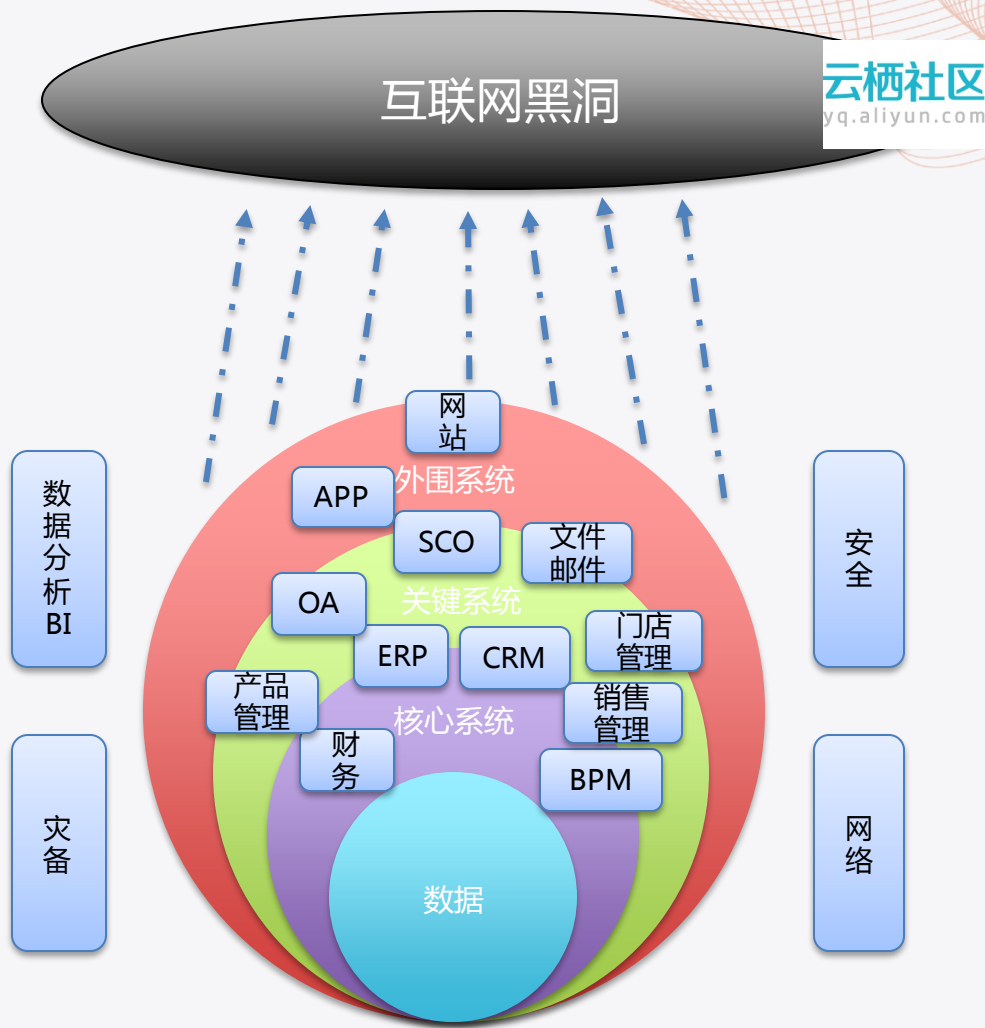 互联网黑洞
云栖社区
yq.aliyun.com
网
站
外围系统
APP
SCO
文件
邮件
OA
关键系统
门店
管理
ERP
CRM
产品
管理
核心系统
销售
管理
财
务
BPM
数据
数
据
分
析
BI
灾
备
安
全
网
络